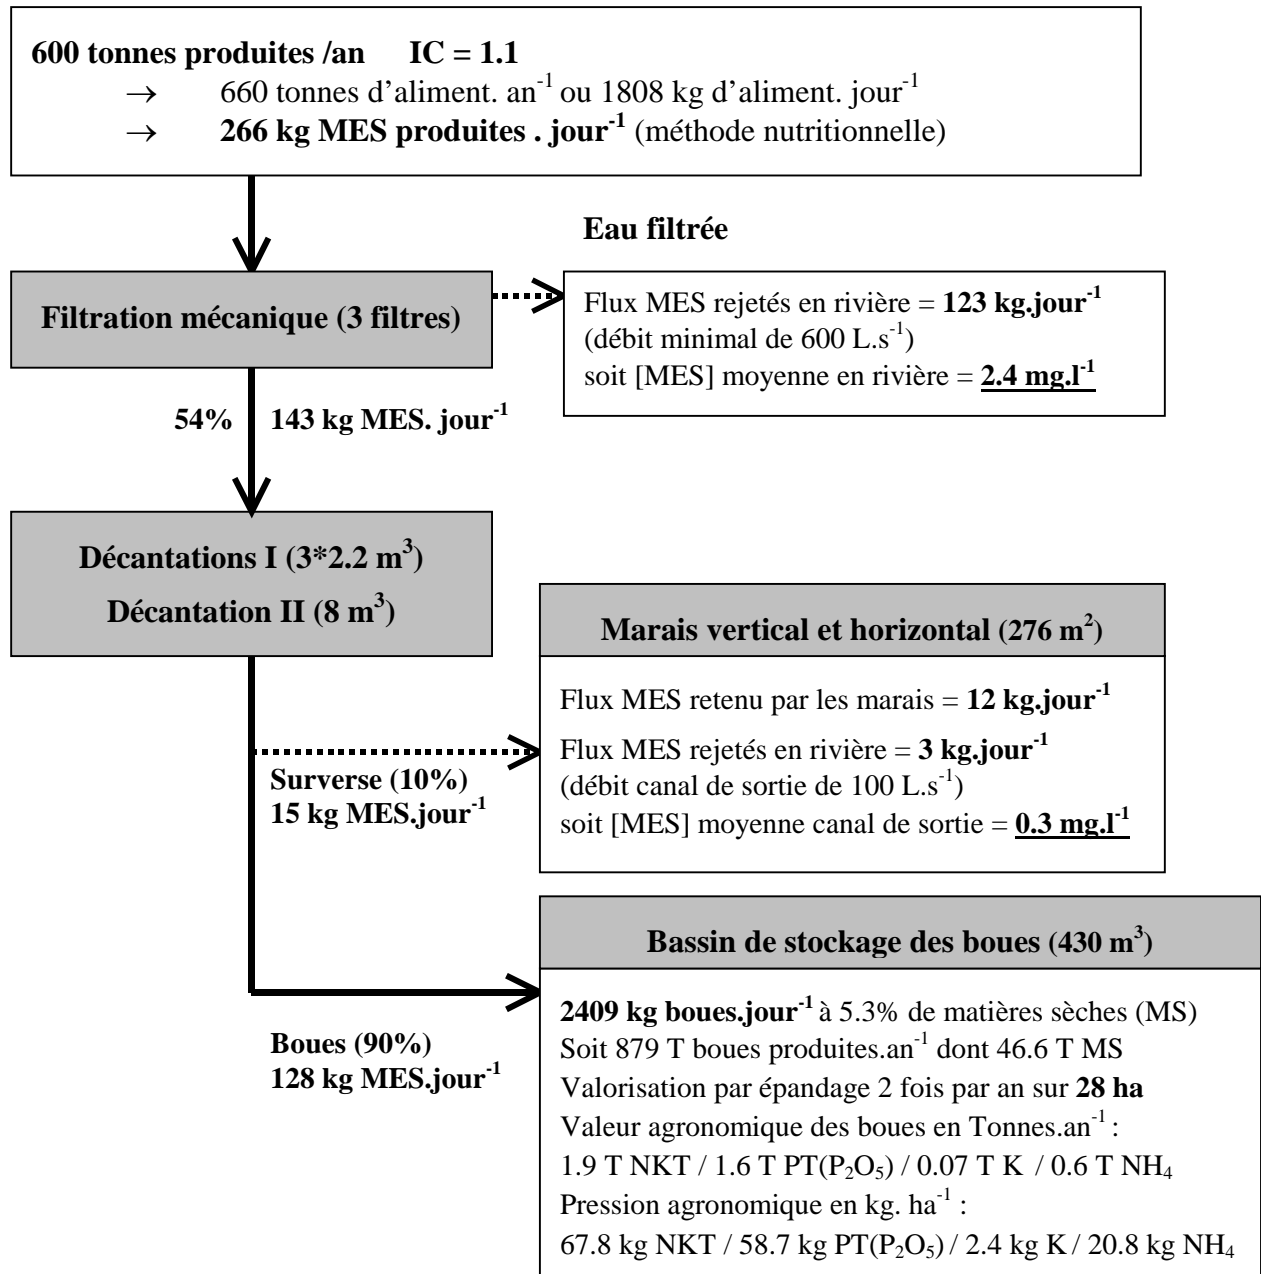 600 tonnes produites /an IC = 1.1
→ 660 tonnes d’aliment. an⁻¹ ou 1808 kg d’aliment. jour⁻¹
→ 266 kg MES produites . jour⁻¹ (méthode nutritionnelle)
Eau filtrée
Filtration mécanique (3 filtres)
Flux MES rejetés en rivière = 123 kg.jour⁻¹
(débit minimal de 600 L.s⁻¹)
soit [MES] moyenne en rivière = 2.4 mg.l⁻¹
54% 143 kg MES. jour⁻¹
Décantations I (3*2.2 m³)
Décantation II (8 m³)
Marais vertical et horizontal (276 m²)
Flux MES retenu par les marais = 12 kg.jour⁻¹
Flux MES rejetés en rivière = 3 kg.jour⁻¹
(débit canal de sortie de 100 L.s⁻¹)
soit [MES] moyenne canal de sortie = 0.3 mg.l⁻¹
Surverse (10%)
15 kg MES.jour⁻¹
Bassin de stockage des boues (430 m³)
2409 kg boues.jour⁻¹ à 5.3% de matières sèches (MS)
Soit 879 T boues produites.an⁻¹ dont 46.6 T MS
Valorisation par épandage 2 fois par an sur 28 ha
Valeur agronomique des boues en Tonnes.an⁻¹ :
1.9 T NKT / 1.6 T PT(P₂O₅) / 0.07 T K / 0.6 T NH₄
Pression agronomique en kg. ha⁻¹ :
67.8 kg NKT / 58.7 kg PT(P₂O₅) / 2.4 kg K / 20.8 kg NH₄
Boues (90%)
128 kg MES.jour⁻¹